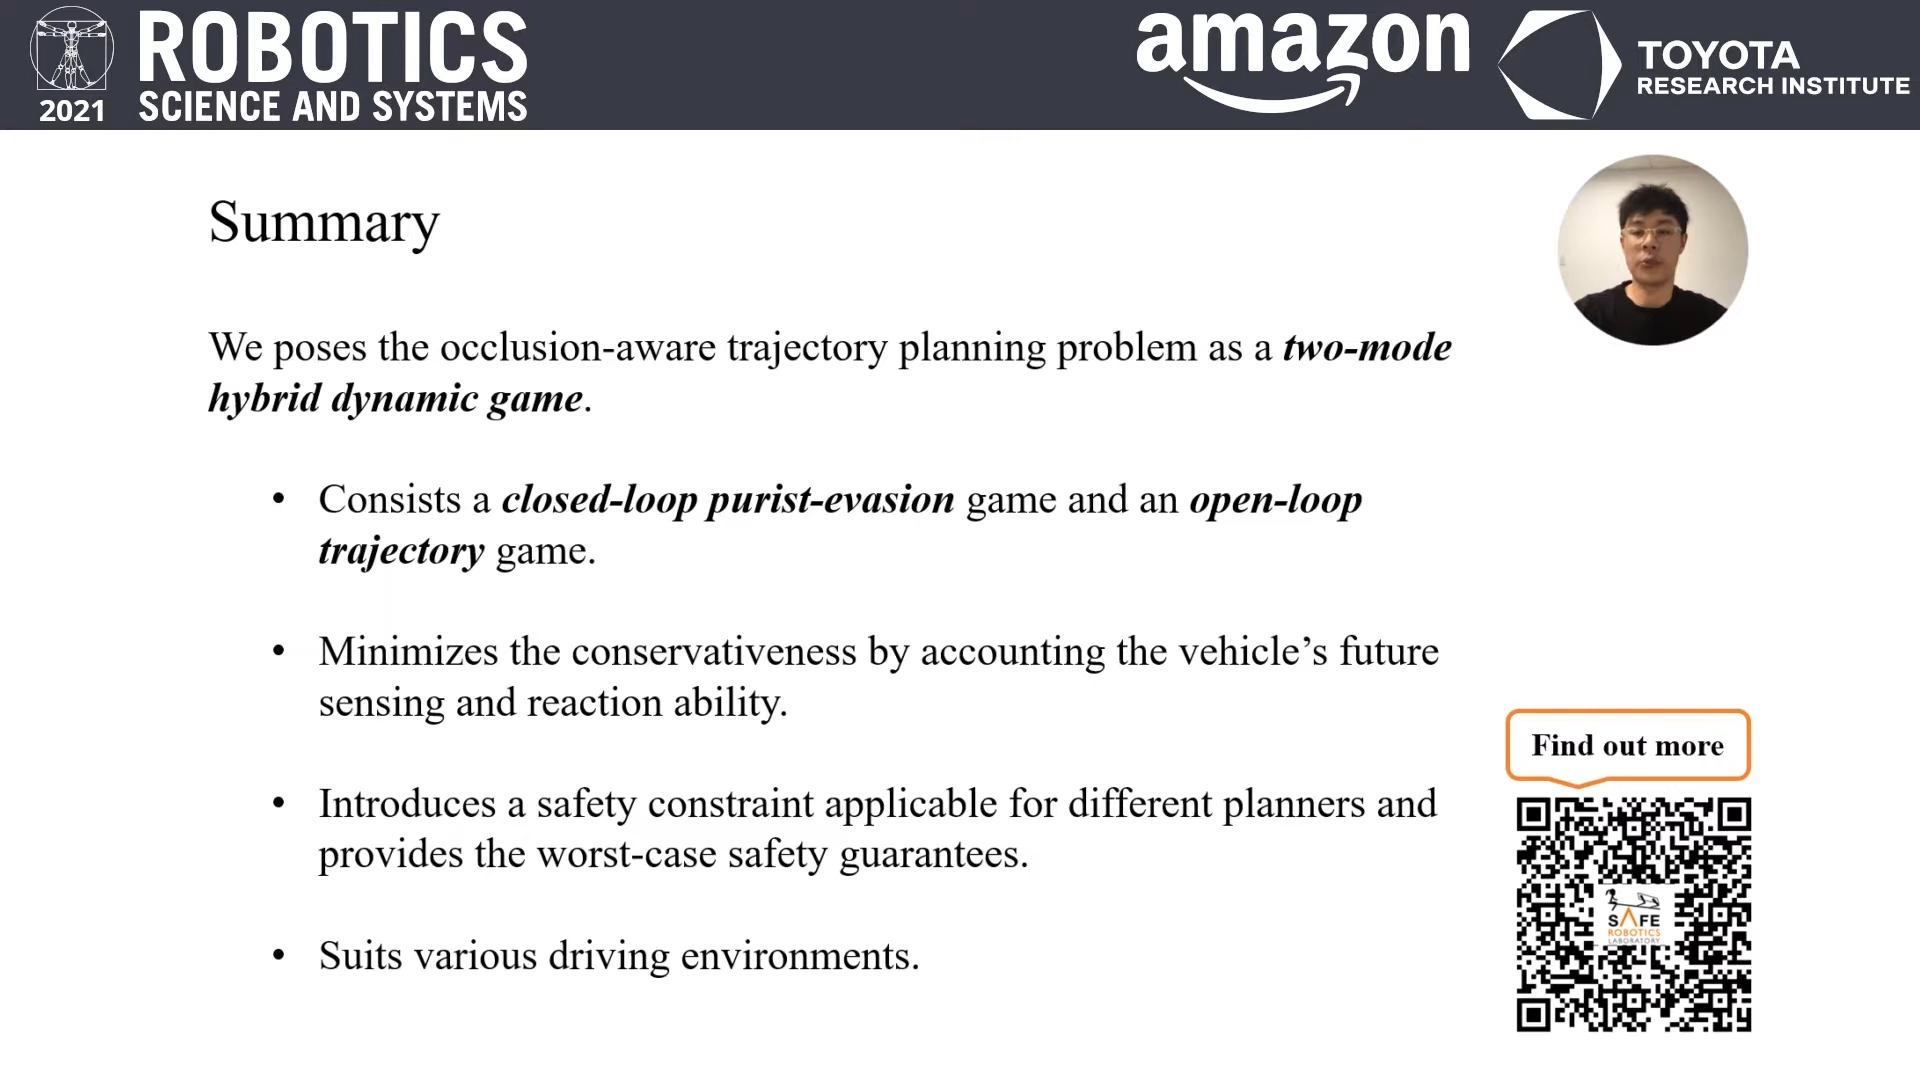 ROBOTICS
SCIENCE AND SYSTEMS
2021
amazon
TOYOTA
RESEARCH INSTITUTE
Summary
We poses the occlusion-aware trajectory planning problem as a two-mode
hybrid dynamic game.
• Consists a closed-loop purist-evasion game and an open-loop
trajectory game.
• Minimizes the conservativeness by accounting the vehicle’s future
sensing and reaction ability.
• Introduces a safety constraint applicable for different planners and
provides the worst-case safety guarantees.
• Suits various driving environments.
Find out more
SAFE
ROBOTICS
LABORATORY